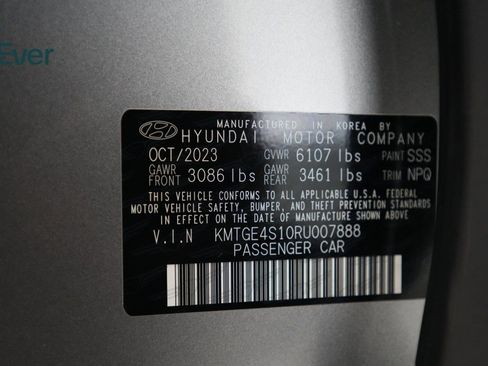 Ever
MANUFACTURED IN KOREA BY
HYUNDAI MOTOR COMPANY
OCT/2023 GVWR 6107 lbs PAINT SSS
GAWR FRONT 3086 lbs GAWR REAR 3461 lbs TRIM NPQ
THIS VEHICLE CONFORMS TO ALL APPLICABLE U.S.A. FEDERAL
MOTOR VEHICLE SAFETY, BUMPER, AND THEFT PREVENTION STANDARDS
IN EFFECT ON THE DATE OF MANUFACTURE SHOWN ABOVE.
V.I.N KMTGE4S10RU007888
PASSENGER CAR